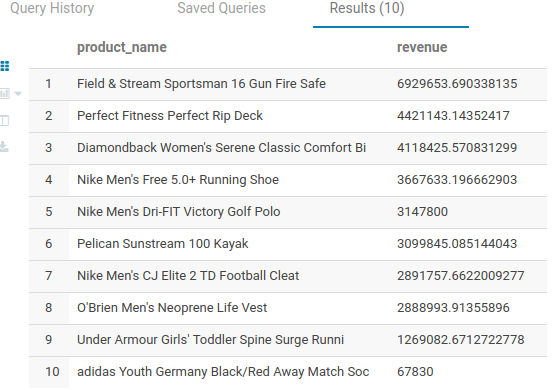 Query History Saved Queries Results (10)
product_name revenue
1 Field & Stream Sportsman 16 Gun Fire Safe 6929653.690338135
2 Perfect Fitness Perfect Rip Deck 4421143.14352417
3 Diamondback Women's Serene Classic Comfort Bi 4118425.570831299
4 Nike Men's Free 5.0+ Running Shoe 3667633.196662903
5 Nike Men's Dri-FIT Victory Golf Polo 3147800
6 Pelican Sunstream 100 Kayak 3099845.085144043
7 Nike Men's CJ Elite 2 TD Football Cleat 2891757.6622009277
8 O'Brien Men's Neoprene Life Vest 2888993.91355896
9 Under Armour Girls' Toddler Spine Surge Runni 1269082.6712722778
10 adidas Youth Germany Black/Red Away Match Soc 67830